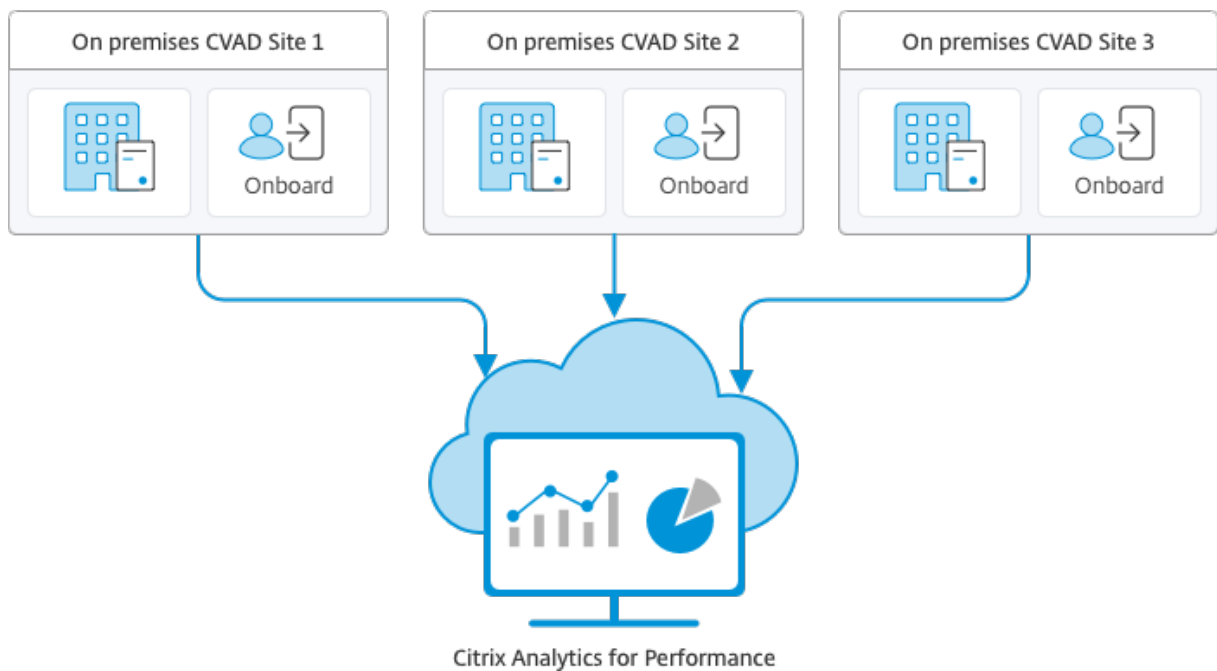 On premises CVAD Site 1
On premises CVAD Site 2
On premises CVAD Site 3
Onboard
Onboard
Onboard
Citrix Analytics for Performance